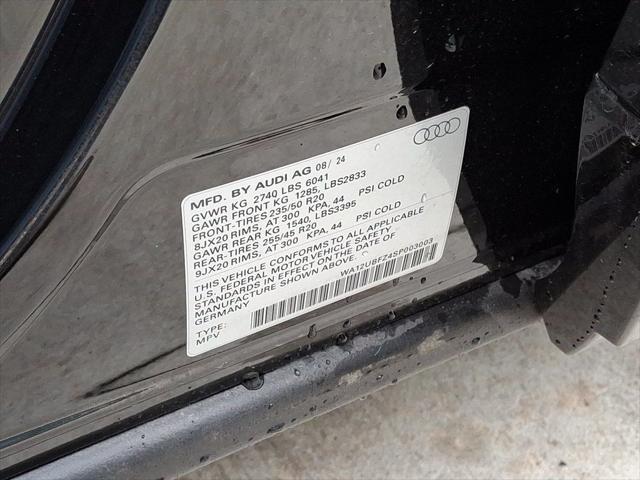 MFD. BY AUDI AG 08/ 24
GVWR KG 2740 LBS 6041
GAWR FRONT KG 1285, LBS2833
FRONT-TIRES 235/50 R20
8JX20 RIMS, AT 300 KPA, 44 PSI COLD
GAWR REAR KG 1540, LBS3395
REAR-TIRES 255/45 R20
9JX20 RIMS, AT 300 KPA, 44 PSI COLD
THIS VEHICLE CONFORMS TO ALL APPLICABLE
U.S. FEDERAL MOTOR VEHICLE SAFETY
STANDARDS IN EFFECT ON THE DATE OF
MANUFACTURE SHOWN ABOVE.
GERMANY
WA12UBFZ4SP003003
TYPE:
MPV